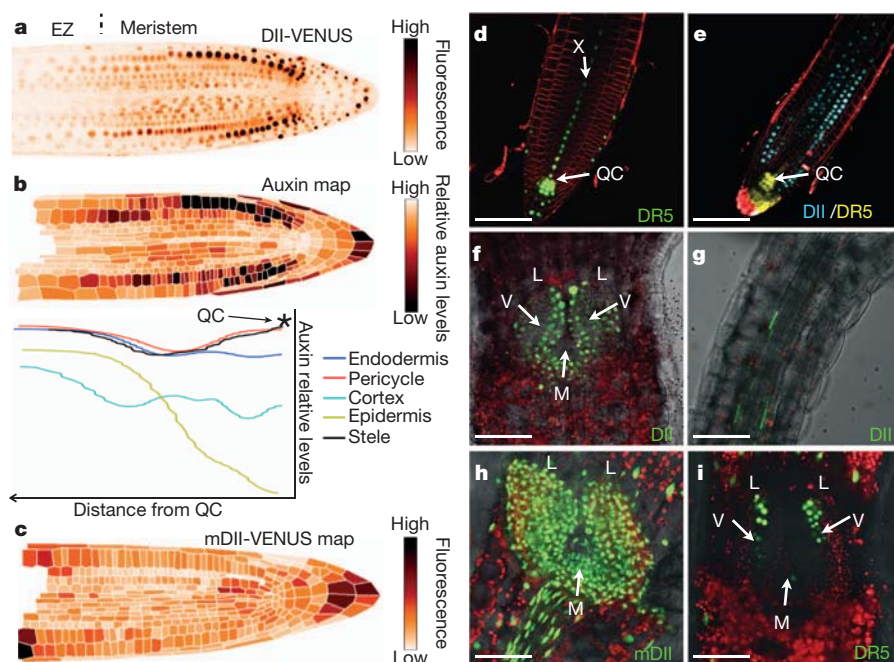 EZ
Meristem
a
DII-VENUS
High
Fluorescence
Low
b
Auxin map
High
Relative auxin levels
Low
QC
*
Auxin relative levels
Endodermis
Pericycle
Cortex
Epidermis
Stele
Distance from QC
c
mDII-VENUS map
High
Fluorescence
Low
d
X
QC
DR5
e
QC
DII /DR5
f
L
L
V
V
M
DII
g
DII
h
L
L
M
mDII
i
L
L
V
V
M
DR5